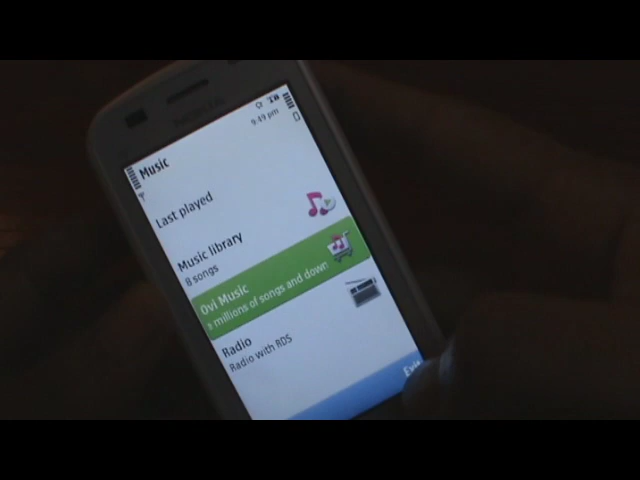 NOKIA
Music
9:49 pm
Last played
Music library
8 songs
Ovi Music
millions of songs and down
Radio
Radio with RDS